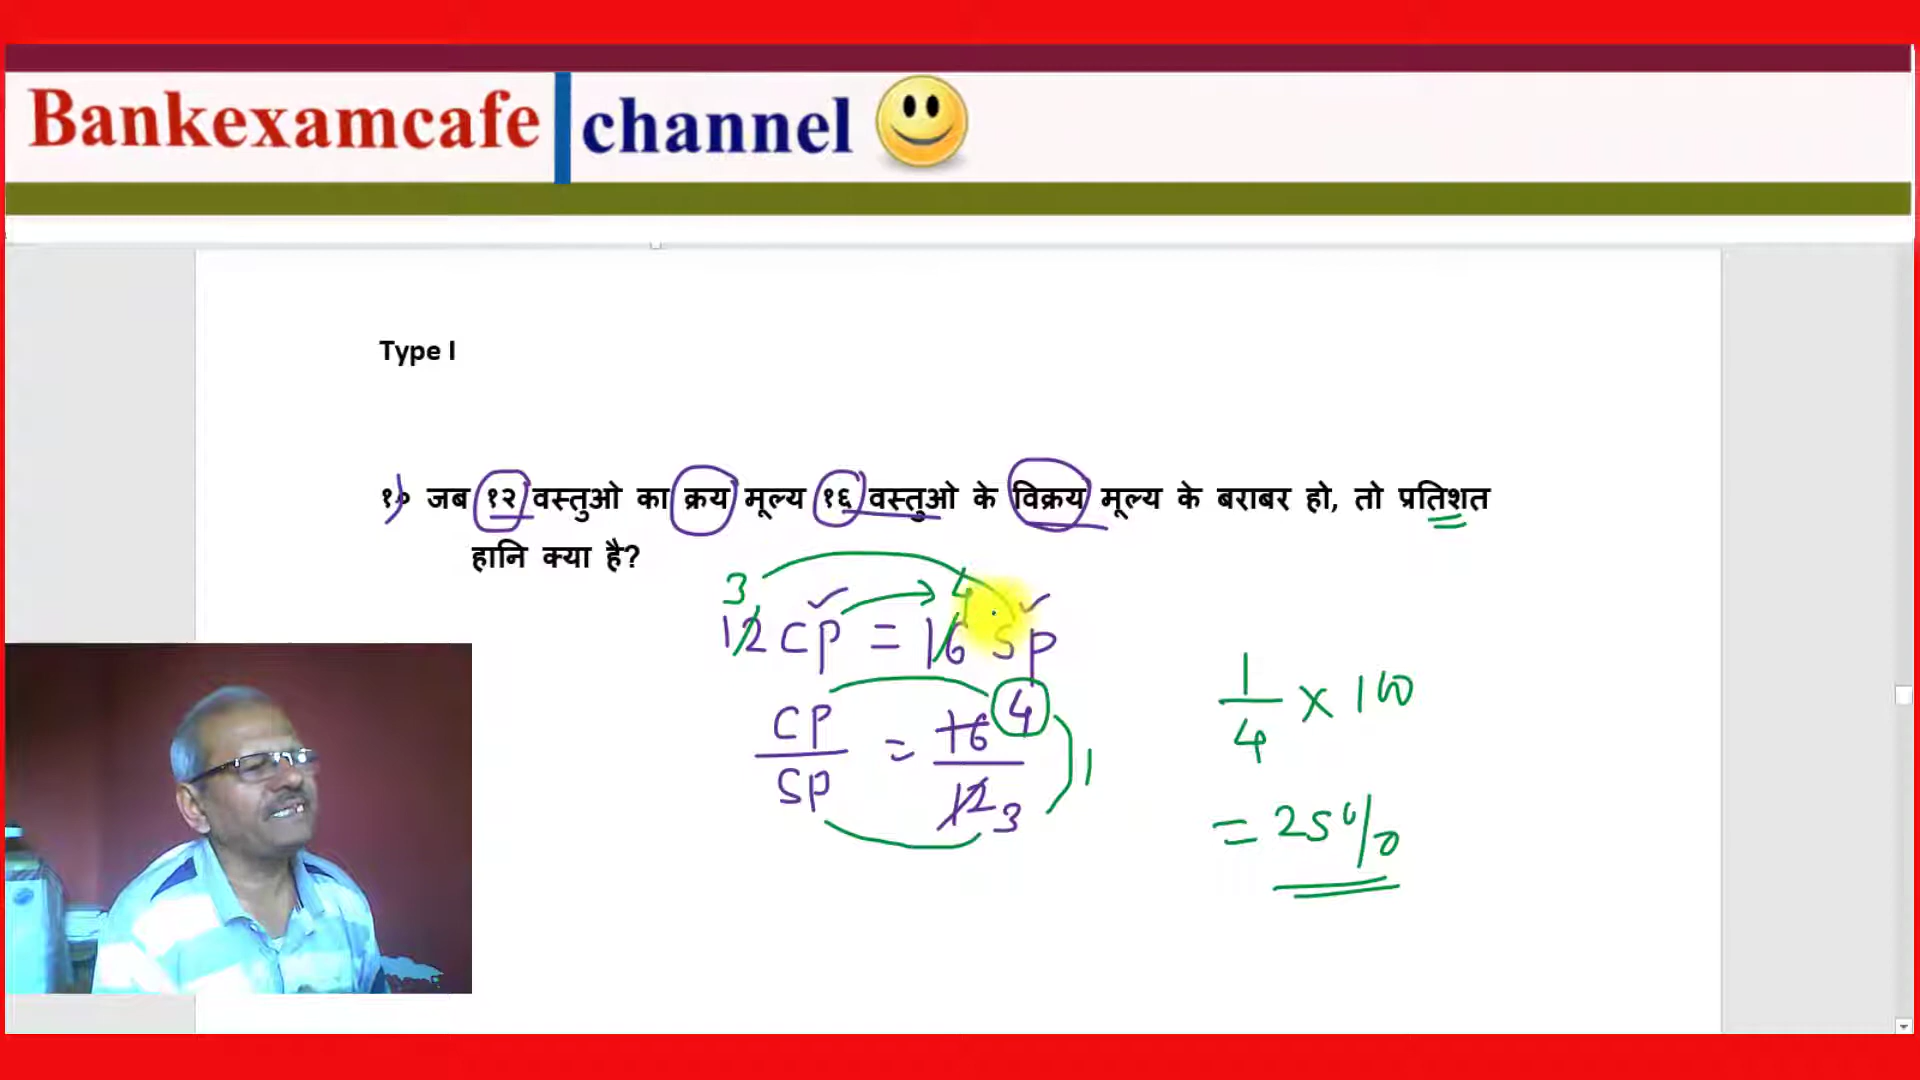 Bankexamcafe channel
Type I
१) जब १२ वस्तुओ का क्रय मूल्य १६ वस्तुओ के विक्रय मूल्य के बराबर हो, तो प्रतिशत
हानि क्या है?
3 4
12 CP = 16 SP
CP/SP = 16/12 4/3
1
1/4 × 100
= 25%